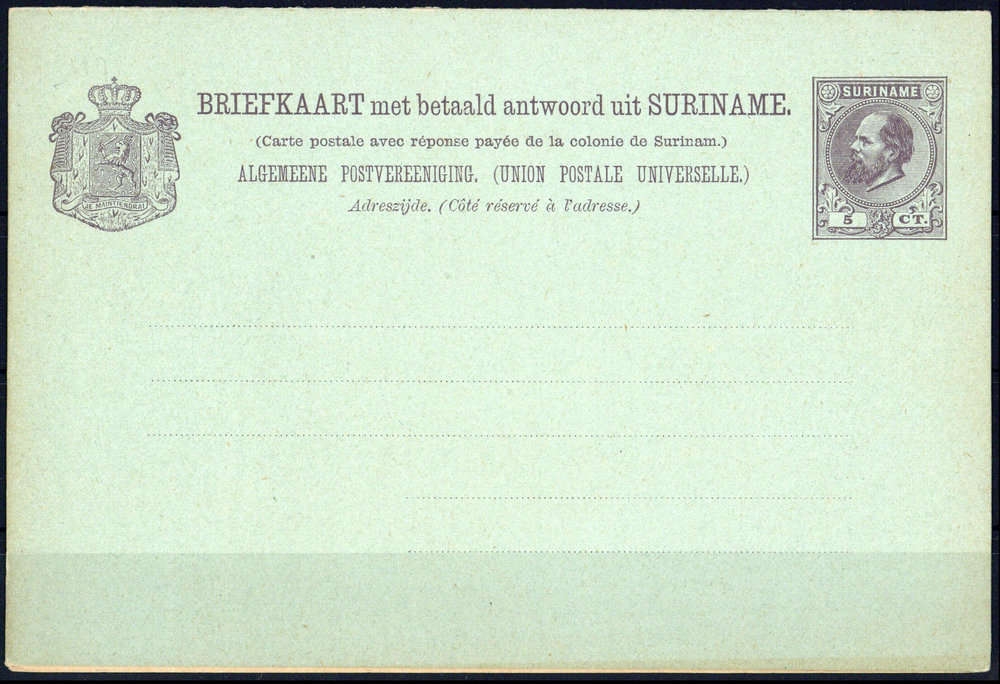 BRIEFKAART met betaald antwoord uit SURINAME.
(Carte postale avec réponse payée de la colonie de Surinam.)
ALGEMEENE POSTVEREENIGING. (UNION POSTALE UNIVERSELLE.)
Adreszijde. (Côté réservé à l'adresse.)
JE MAINTIENDRAI
SURINAME
5 CT.